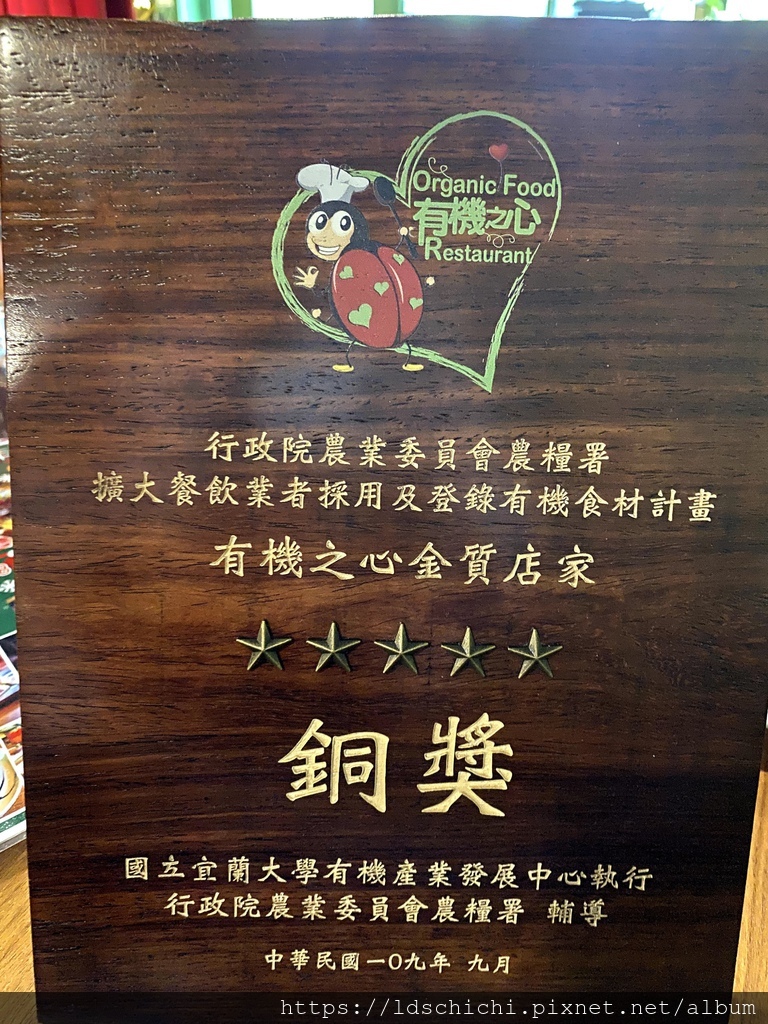 Organic Food
有機之心
Restaurant
行政院農業委員會農糧署
擴大餐飲業者採用及登錄有機食材計畫
有機之心金質店家
銅獎
國立宜蘭大學有機產業發展中心執行
行政院農業委員會農糧署 輔導
中華民國一0九年 九月
https://ldschichi.pixnet.net/album